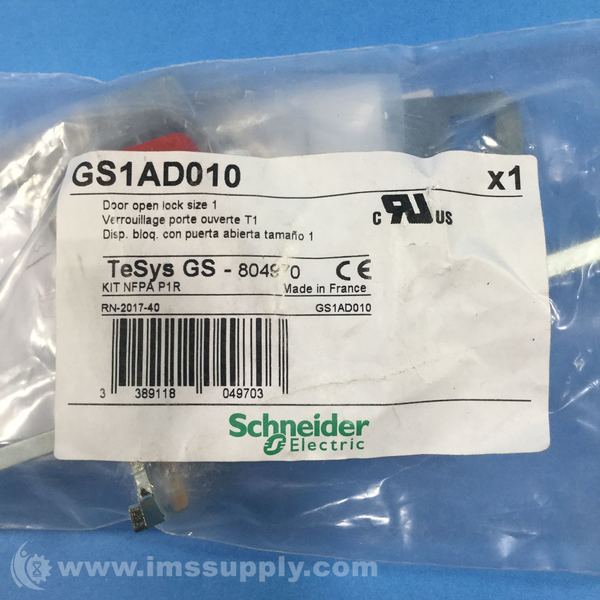 GS1AD010 x1
Door open lock size 1
Verrouillage porte ouverte T1
Disp. bloq. con puerta abierta tamaño 1
C RU US
TeSys GS - 804970 CE
KIT NFPA P1R Made in France
RN-2017-40 GS1AD010
3 389118 049703
Schneider
Electric
www.imssupply.com/